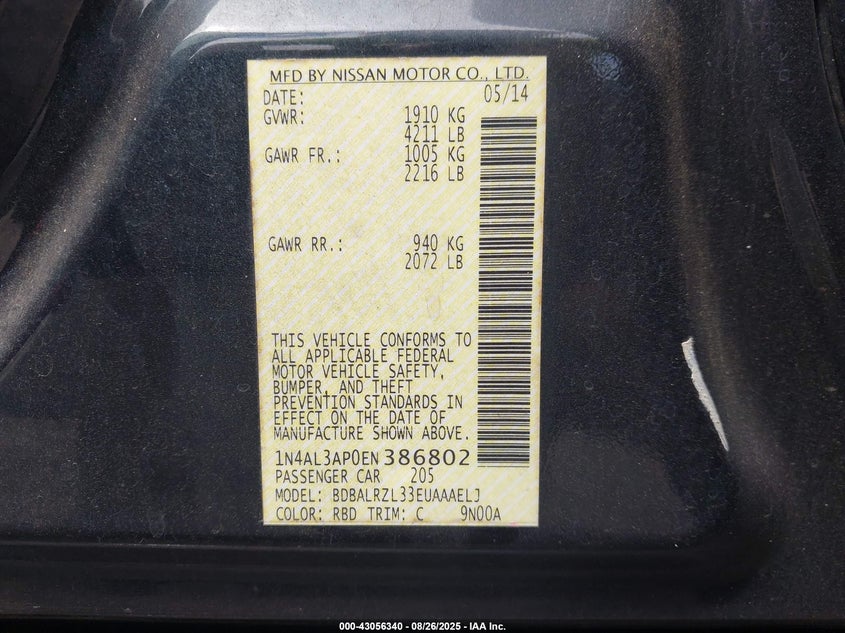 MFD BY NISSAN MOTOR CO., LTD.
DATE: 05/14
GVWR: 1910 KG
4211 LB
GAWR FR.: 1005 KG
2216 LB
GAWR RR.: 940 KG
2072 LB
THIS VEHICLE CONFORMS TO
ALL APPLICABLE FEDERAL
MOTOR VEHICLE SAFETY,
BUMPER, AND THEFT
PREVENTION STANDARDS IN
EFFECT ON THE DATE OF
MANUFACTURE SHOWN ABOVE.
1N4AL3AP0EN386802
PASSENGER CAR 205
MODEL: BDBALRZL33EUAAAELJ
COLOR: RBD TRIM: C 9N00A
000-43056340 - 08/26/2025 - IAA Inc.